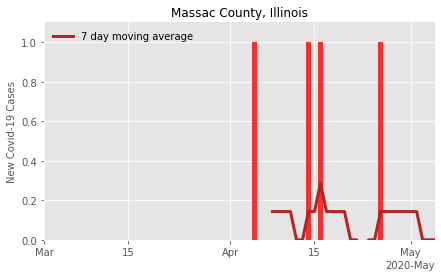 Massac County, Illinois
7 day moving average
New Covid-19 Cases
1.0
0.8
0.6
0.4
0.2
0.0
Mar
15
Apr
15
May
2020-May